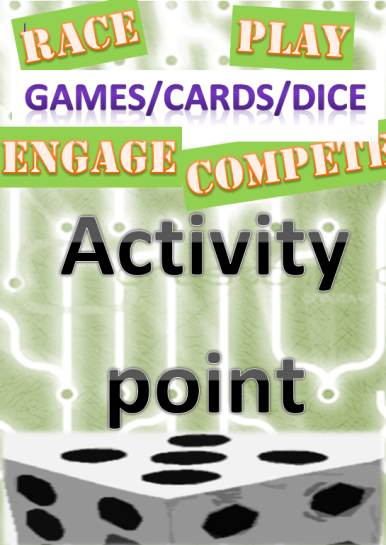 RACE PLAY
GAMES/CARDS/DICE
ENGAGE COMPETE
Activity
point